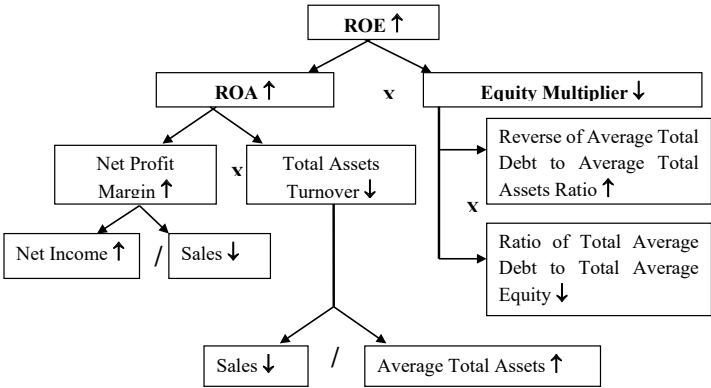 ROE ↑
ROA ↑
x
Equity Multiplier ↓
Reverse of Average Total
Debt to Average Total
Assets Ratio ↑
Net Profit
Margin ↑
x
Total Assets
Turnover ↓
x
Net Income ↑
/
Sales ↓
Ratio of Total Average
Debt to Total Average
Equity ↓
Sales ↓
/
Average Total Assets ↑